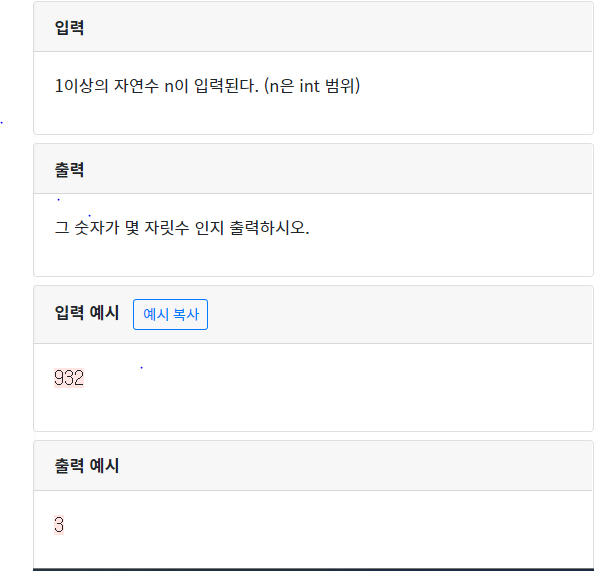 입력
1이상의 자연수 n이 입력된다. (n은 int 범위)
출력
그 숫자가 몇 자릿수 인지 출력하시오.
입력 예시 예시 복사
932
출력 예시
3